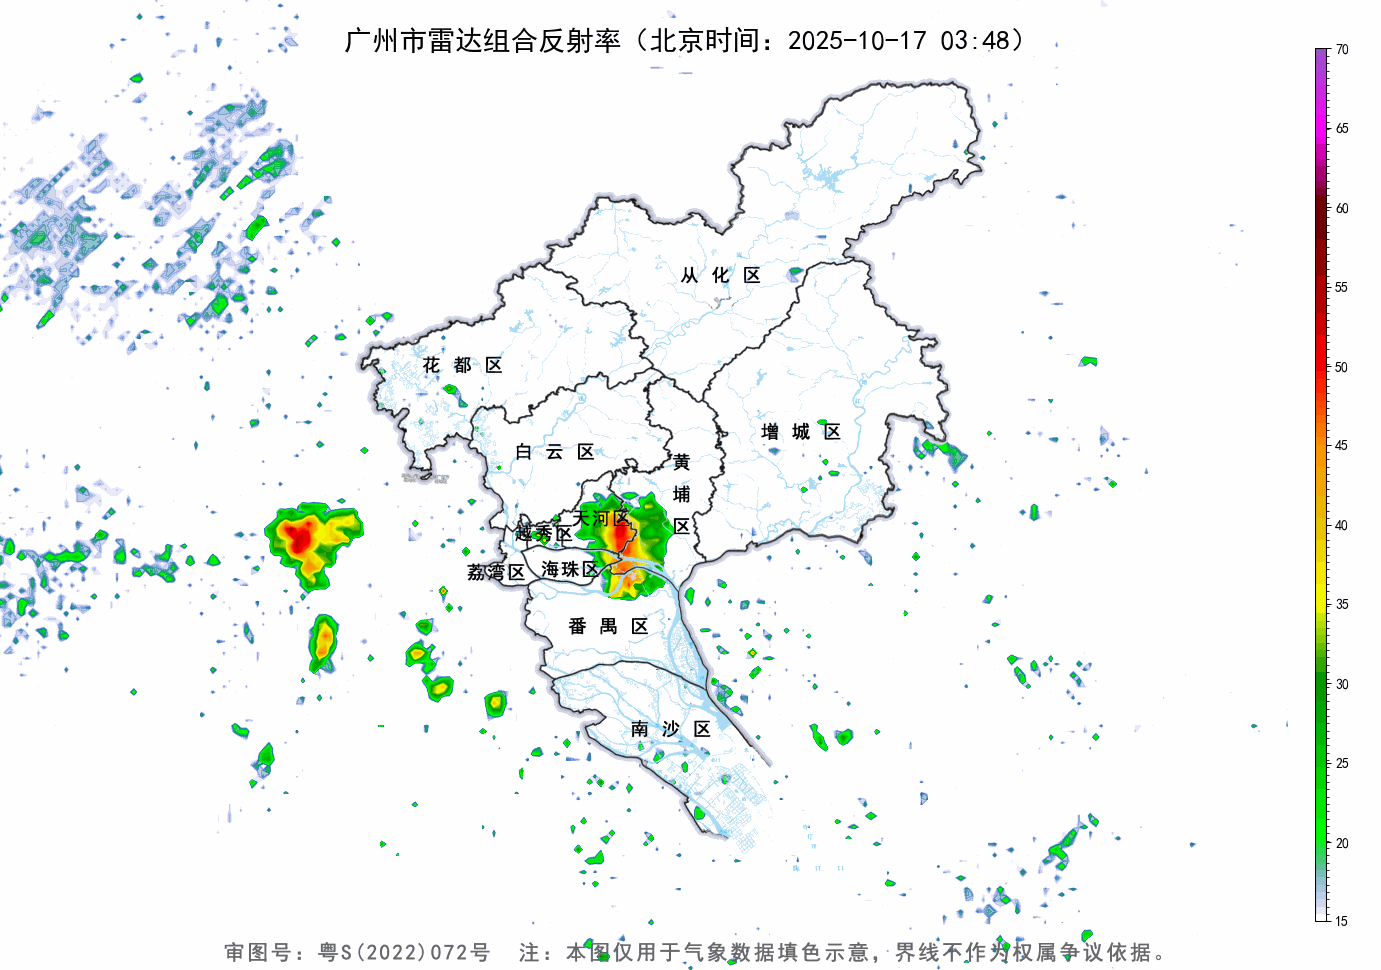 广州市雷达组合反射率（北京时间：2025-10-17 03:48）
70
65
60
55
50
45
40
35
30
25
20
15
从化区
花都区
增城区
白云区
黄埔区
天河区
越秀区
荔湾区
海珠区
番禺区
南沙区
审图号：粤S(2022)072号 注：本图仅用于气象数据填色示意，界线不作为权属争议依据。